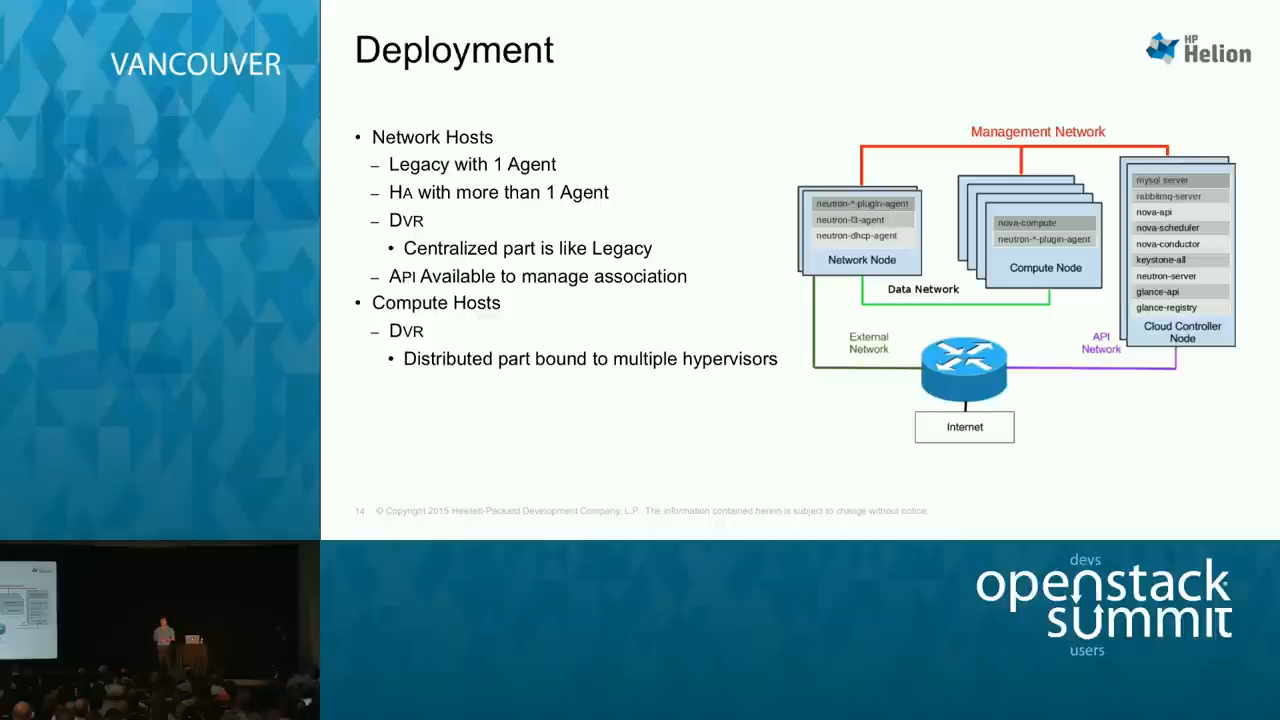 VANCOUVER
Deployment
HP
Helion
• Network Hosts
– Legacy with 1 Agent
– HA with more than 1 Agent
– DVR
• Centralized part is like Legacy
– API Available to manage association
• Compute Hosts
– DVR
• Distributed part bound to multiple hypervisors
Management Network
neutron-*-plugin-agent
neutron-l3-agent
neutron-dhcp-agent
Network Node
nova-compute
neutron-*-plugin-agent
Compute Node
mysql server
rabbitmq-server
nova-api
nova-scheduler
nova-conductor
keystone-all
neutron-server
glance-api
glance-registry
Cloud Controller
Node
Data Network
External
Network
API
Network
Internet
14 © Copyright 2015 Hewlett-Packard Development Company, L.P. The information contained herein is subject to change without notice.
devs
openstack
summit
users